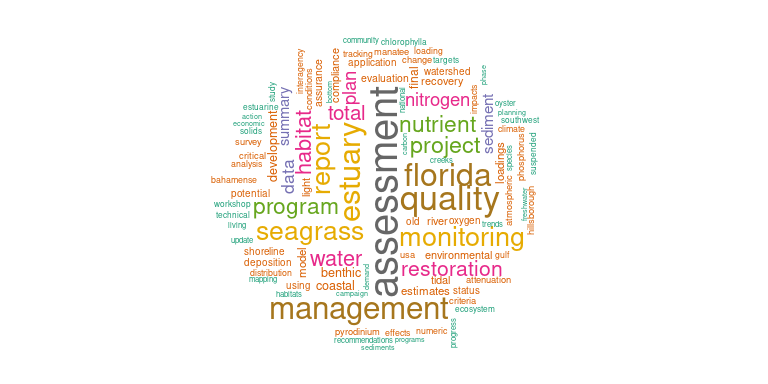 community
chlorophylla
tracking manatee loading
application change targets
interagency
conditions
assurance
compliance
bottom
plan
evaluation
final
watershed
recovery
phase
study
estuarine
action
economic
solids
summary
development
habitat
total
report
estuary
assessment
national
nitrogen
impacts
sediment
oyster
planning
southwest
climate
nutrient
project
carbon
creeks
survey
critical
analysis
data
light
bahamense
potential
florida
quality
loadings
species
phosphorus
suspended
atmospheric
freshwater
hillsborough
workshop
technical
living
program
old river oxygen
trends
update
seagrass
monitoring
shoreline
deposition
distribution
mapping
model
water
benthic
using coastal
habitats
campaign
demand
usa environmental gulf
restoration
tidal attenuation
estimates status
criteria
ecosystem
management
pyrodinium effects numeric
recommendations programs
sediments
progress